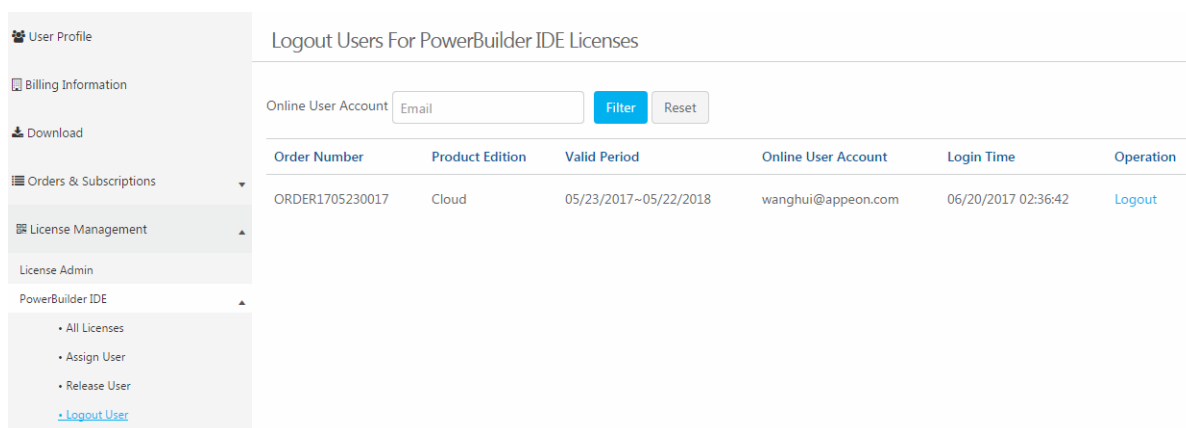 User Profile
Billing Information
Download
Orders & Subscriptions
License Management
License Admin
PowerBuilder IDE
• All Licenses
• Assign User
• Release User
• Logout User
Logout Users For PowerBuilder IDE Licenses
Online User Account Email Filter Reset
Order Number Product Edition Valid Period Online User Account Login Time Operation
ORDER1705230017 Cloud 05/23/2017~05/22/2018 wanghui@appeon.com 06/20/2017 02:36:42 Logout